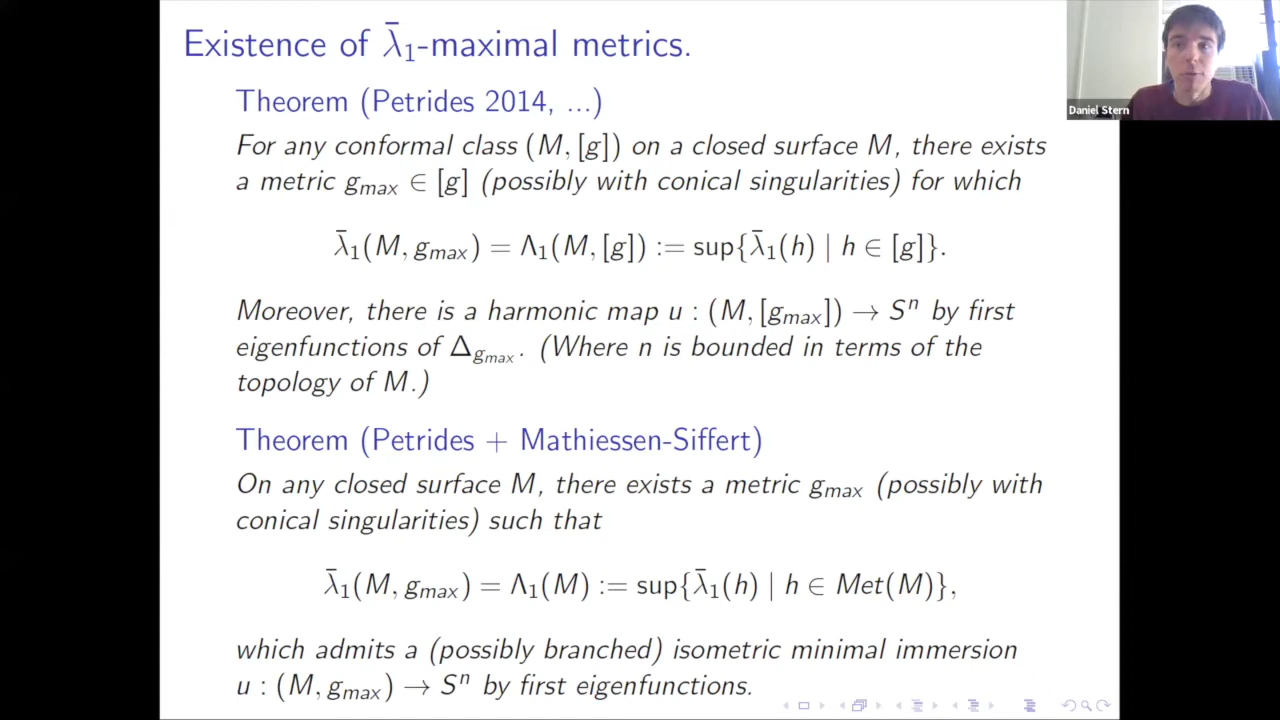 Existence of λ̄₁-maximal metrics.
Daniel Stern
Theorem (Petrides 2014, ...)
For any conformal class (M, [g]) on a closed surface M, there exists
a metric g_max ∈ [g] (possibly with conical singularities) for which
λ̄₁(M, g_max) = Λ₁(M, [g]) := sup{λ̄₁(h) | h ∈ [g]}.
Moreover, there is a harmonic map u : (M, [g_max]) → Sⁿ by first
eigenfunctions of Δ_{g_max}. (Where n is bounded in terms of the
topology of M.)
Theorem (Petrides + Mathiessen-Siffert)
On any closed surface M, there exists a metric g_max (possibly with
conical singularities) such that
λ̄₁(M, g_max) = Λ₁(M) := sup{λ̄₁(h) | h ∈ Met(M)},
which admits a (possibly branched) isometric minimal immersion
u : (M, g_max) → Sⁿ by first eigenfunctions.